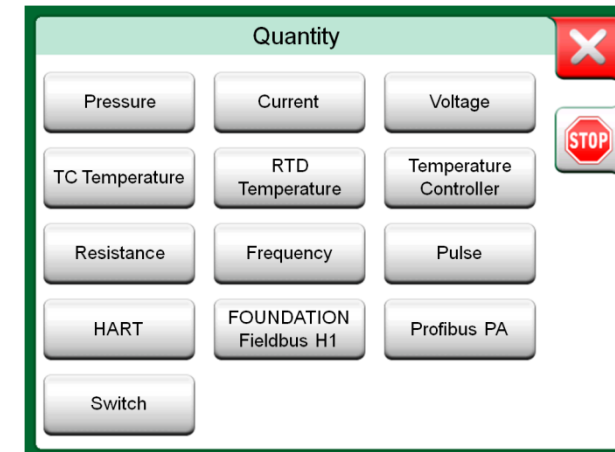 Quantity
Pressure
Current
Voltage
STOP
TC Temperature
RTD
Temperature
Temperature
Controller
Resistance
Frequency
Pulse
HART
FOUNDATION
Fieldbus H1
Profibus PA
Switch